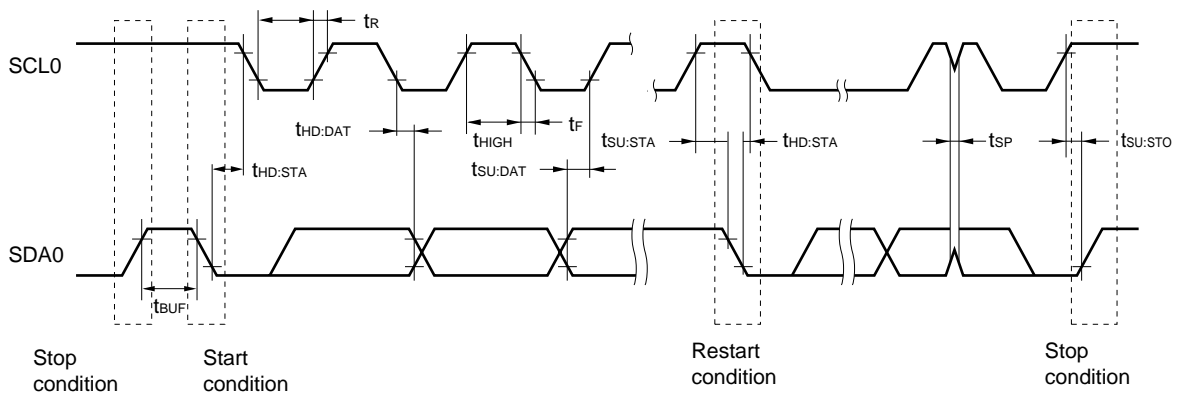 tR
SCL0
tHD:DAT
tHIGH
tF
tSU:STA
tHD:STA
tSP
tSU:STO
tHD:STA
tSU:DAT
SDA0
tBUF
Stop
condition
Start
condition
Restart
condition
Stop
condition